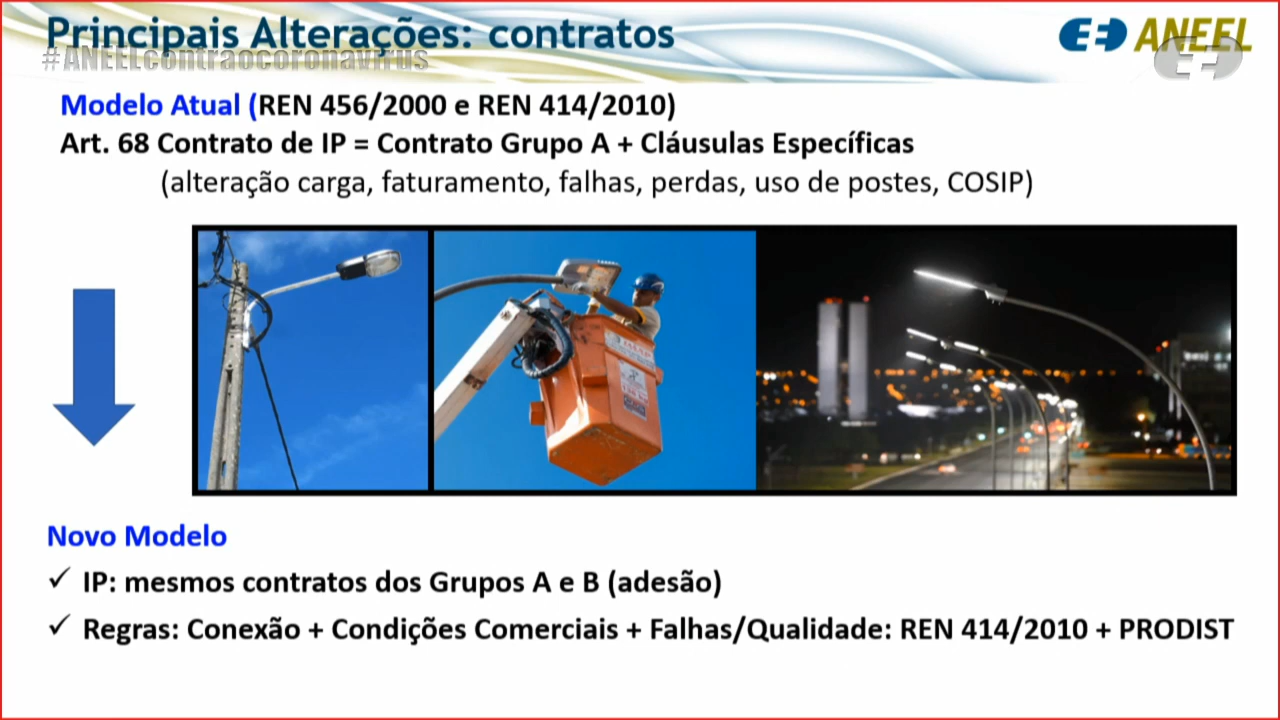 Principais Alterações: contratos
ANEEL
#ANEELcontraocoronavirus
Modelo Atual (REN 456/2000 e REN 414/2010)
Art. 68 Contrato de IP = Contrato Grupo A + Cláusulas Específicas
(alteração carga, faturamento, falhas, perdas, uso de postes, COSIP)
Novo Modelo
✓ IP: mesmos contratos dos Grupos A e B (adesão)
✓ Regras: Conexão + Condições Comerciais + Falhas/Qualidade: REN 414/2010 + PRODIST